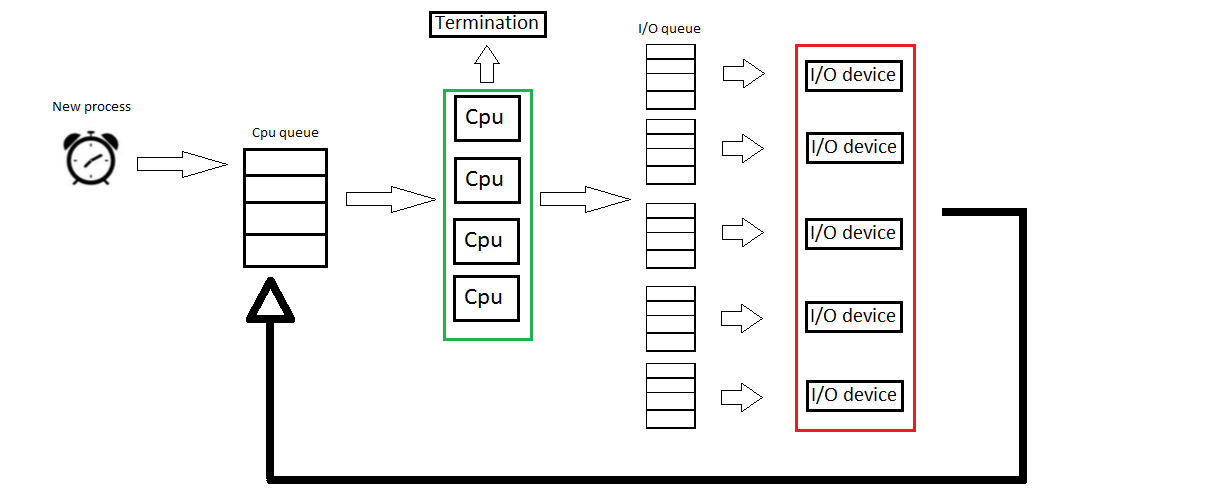 Termination
I/O queue
New process
Cpu queue
Cpu
Cpu
Cpu
Cpu
I/O device
I/O device
I/O device
I/O device
I/O device